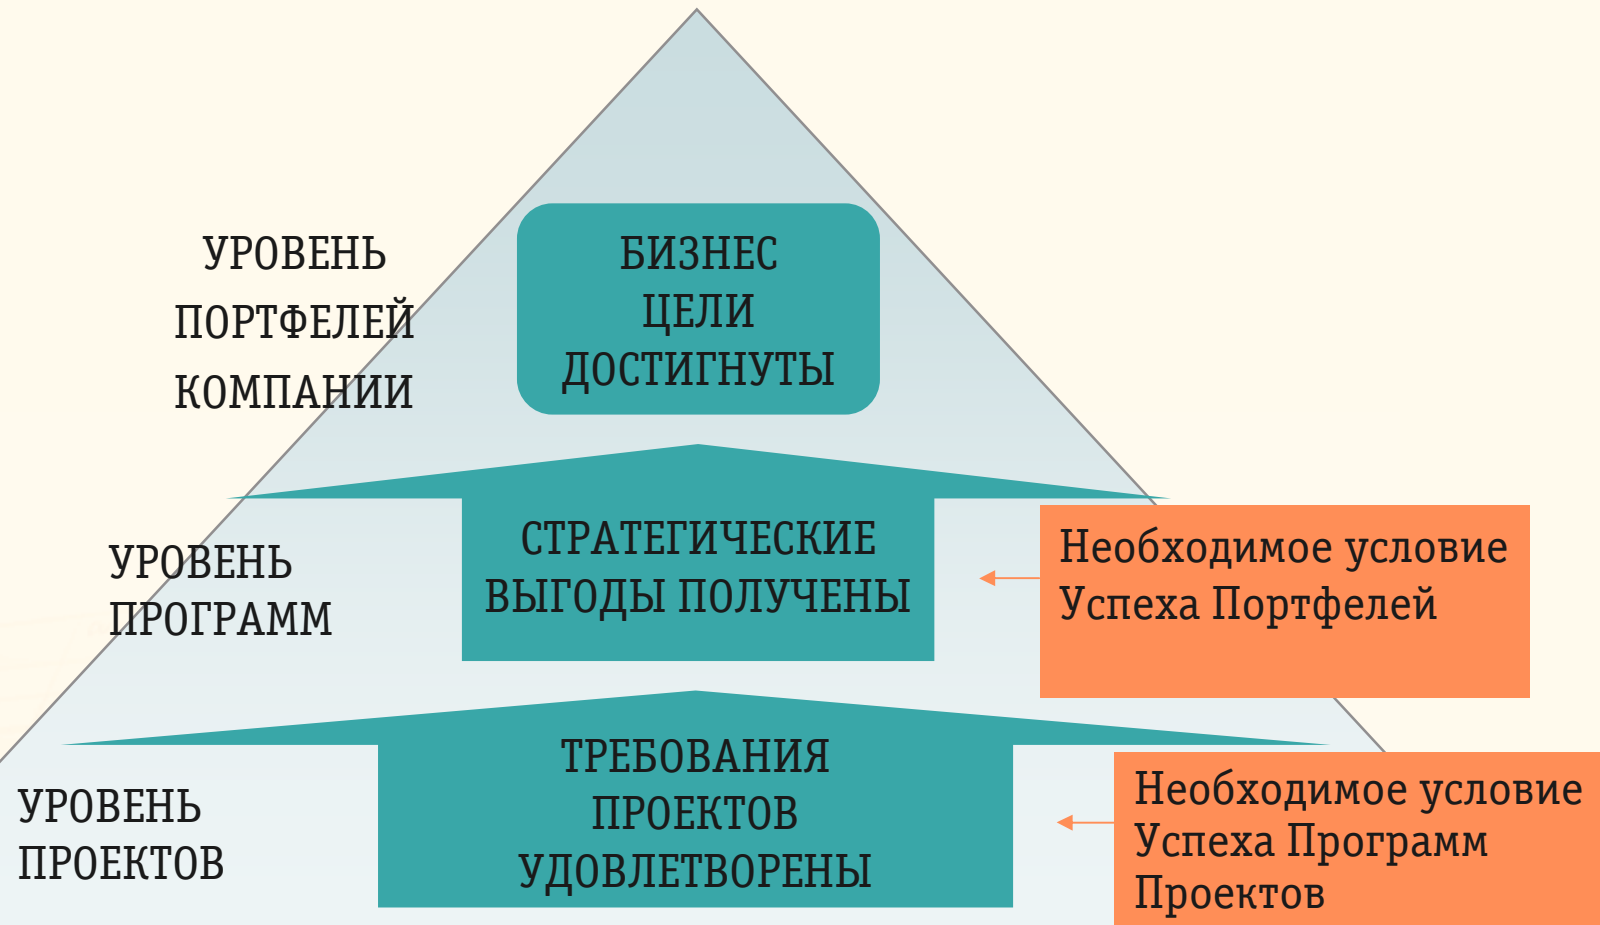 УРОВЕНЬ
ПОРТФЕЛЕЙ
КОМПАНИИ
БИЗНЕС
ЦЕЛИ
ДОСТИГНУТЫ
УРОВЕНЬ
ПРОГРАММ
СТРАТЕГИЧЕСКИЕ
ВЫГОДЫ ПОЛУЧЕНЫ
Необходимое условие
Успеха Портфелей
УРОВЕНЬ
ПРОЕКТОВ
ТРЕБОВАНИЯ
ПРОЕКТОВ
УДОВЛЕТВОРЕНЫ
Необходимое условие
Успеха Программ
Проектов